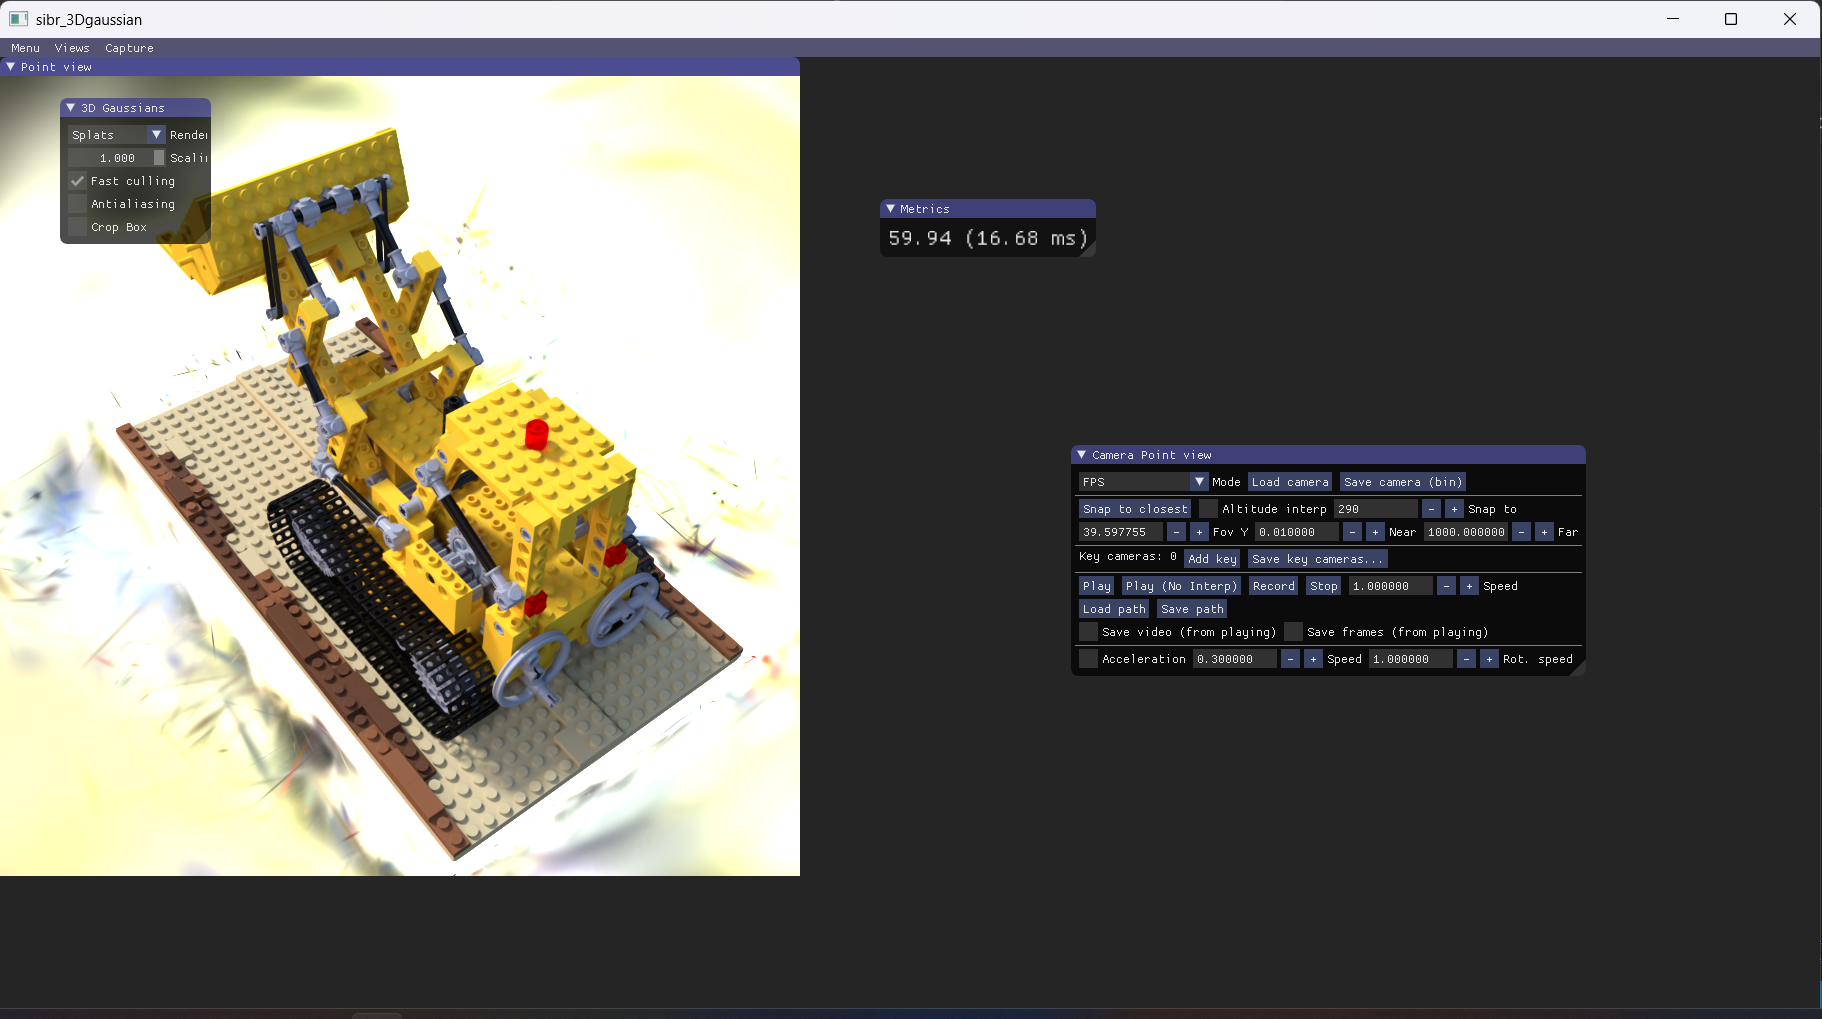 sibr_3Dgaussian
Menu Views Capture
Point view
3D Gaussians
Splats
1.000
Fast culling
Antialiasing
Crop Box
Metrics
59.94 (16.68 ms)
Camera Point view
FPS Mode Load camera Save camera (bin)
Snap to closest Altitude interp 290 - + Snap to
39.597755 - + Fov Y 0.010000 - + Near 1000.000000 - + Far
Key cameras: 0 Add key Save key cameras...
Play Play (No Interp) Record Stop 1.000000 - + Speed
Load path Save path
Save video (from playing) Save frames (from playing)
Acceleration 0.300000 - + Speed 1.000000 - + Rot. speed